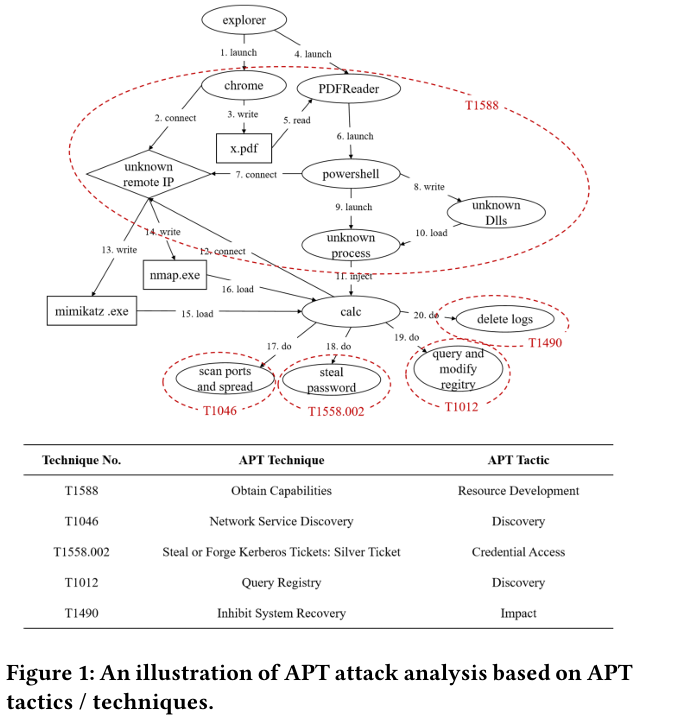 explorer
1. launch
4. launch
chrome
PDFReader
T1588
2. connect
3. write
5. read
x.pdf
6. launch
unknown
remote IP
7. connect
powershell
8. write
9. launch
unknown
Dlls
10. load
unknown
process
14. write
13. write
12. connect
11. inject
nmap.exe
16. load
mimikatz .exe
15. load
calc
20. do
delete logs
T1490
19. do
17. do
18. do
scan ports
and spread
steal
password
query and
modify
regitry
T1046
T1558.002
T1012
Technique No. APT Technique APT Tactic
T1588 Obtain Capabilities Resource Development
T1046 Network Service Discovery Discovery
T1558.002 Steal or Forge Kerberos Tickets: Silver Ticket Credential Access
T1012 Query Registry Discovery
T1490 Inhibit System Recovery Impact
Figure 1: An illustration of APT attack analysis based on APT
tactics / techniques.